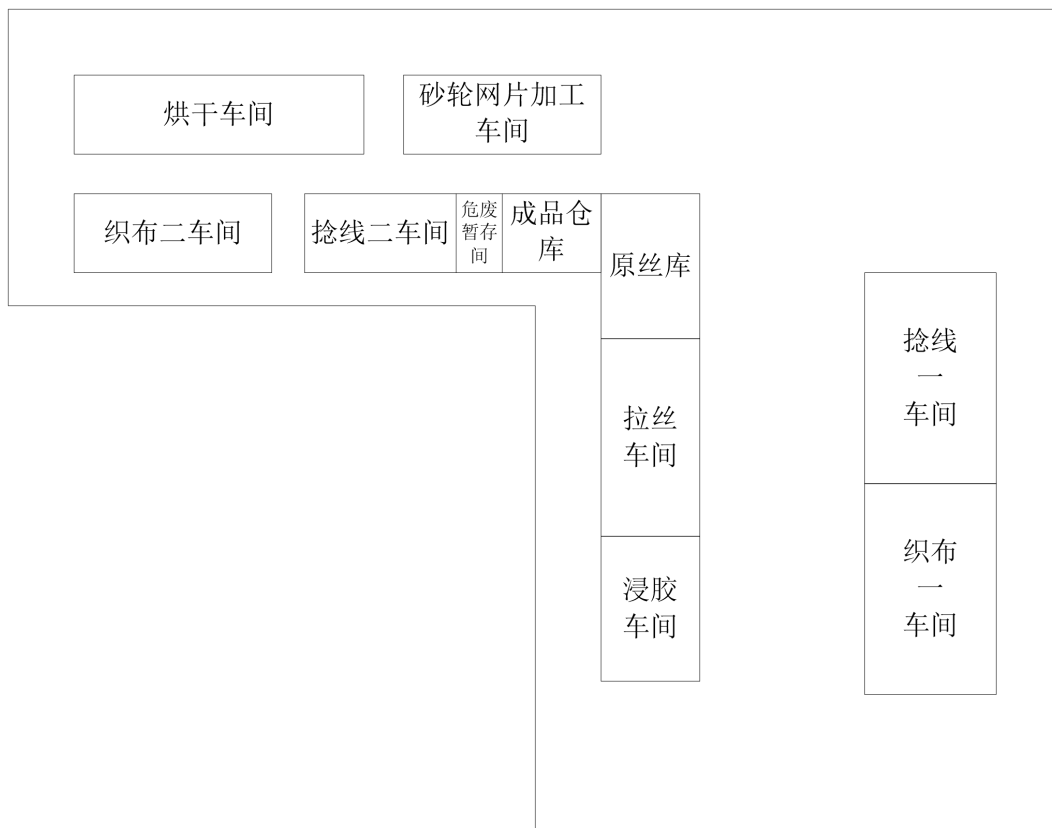 烘干车间
砂轮网片加工
车间
织布二车间
捻线二车间
危废
暂存
间
成品仓
库
原丝库
拉丝
车间
浸胶
车间
捻线
一
车间
织布
一
车间